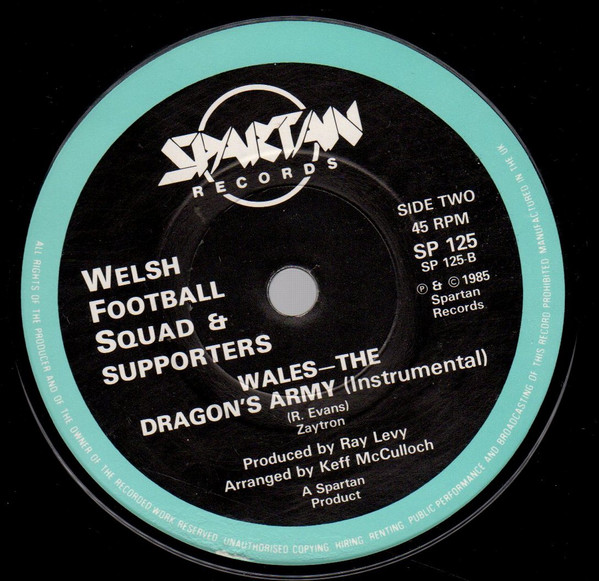 SPARTAN
RECORDS
SIDE TWO
45 RPM
SP 125
SP 125-B
℗ & © 1985
Spartan
Records
WELSH
FOOTBALL
SQUAD &
SUPPORTERS
WALES—THE
DRAGON'S ARMY (Instrumental)
(R. Evans)
Zaytron
Produced by Ray Levy
Arranged by Keff McCulloch
A Spartan
Product
ALL RIGHTS OF THE PRODUCER AND OF THE OWNER OF THE RECORDED WORK RESERVED. UNAUTHORISED COPYING, HIRING, RENTING, PUBLIC PERFORMANCE AND BROADCASTING OF THIS RECORD PROHIBITED. MANUFACTURED IN THE UK